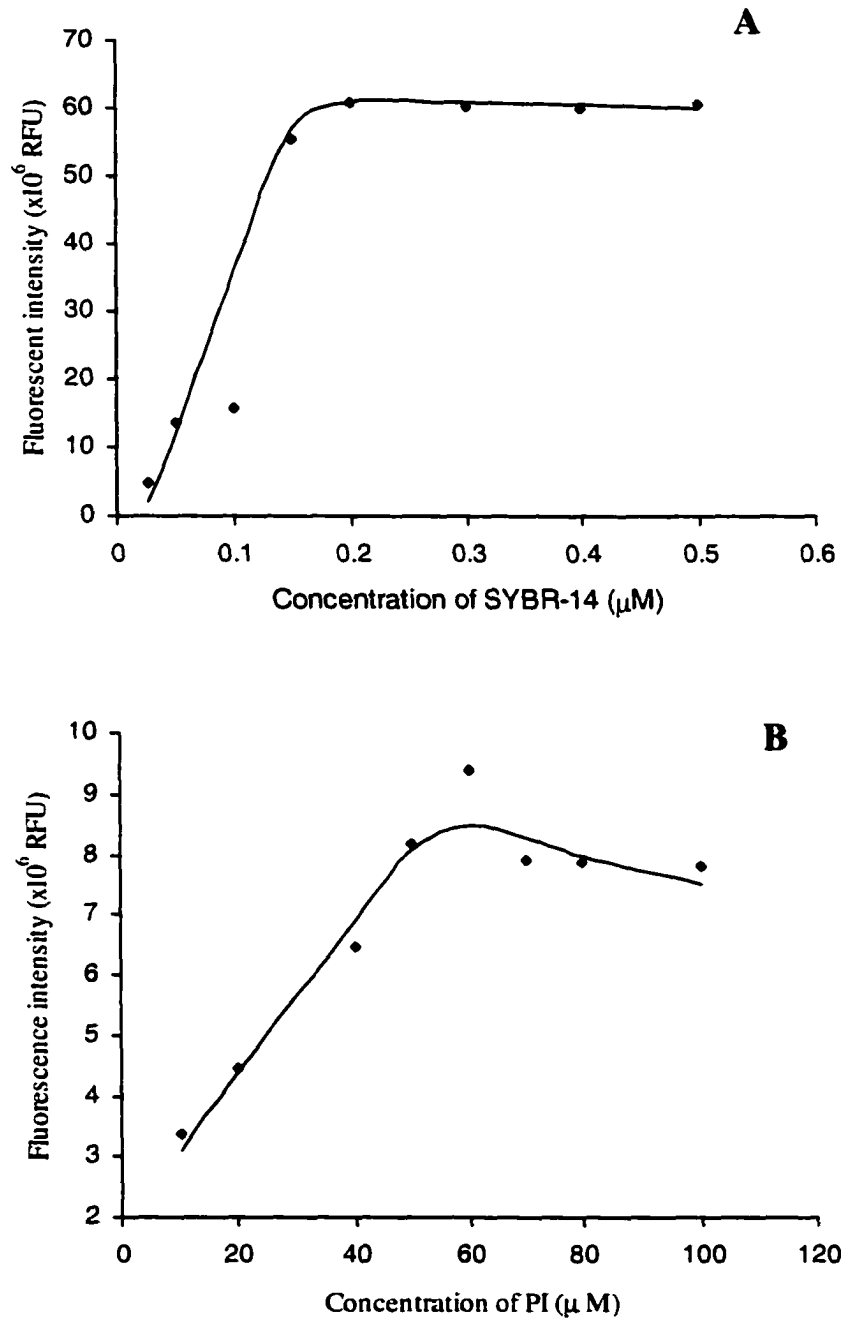 A
70
60
50
40
30
20
10
0
Fluorescent intensity (x10⁶ RFU)
0 0.1 0.2 0.3 0.4 0.5 0.6
Concentration of SYBR-14 (μM)
B
10
9
8
7
6
5
4
3
2
Fluorescence intensity (x10⁶ RFU)
0 20 40 60 80 100 120
Concentration of PI (μ M)